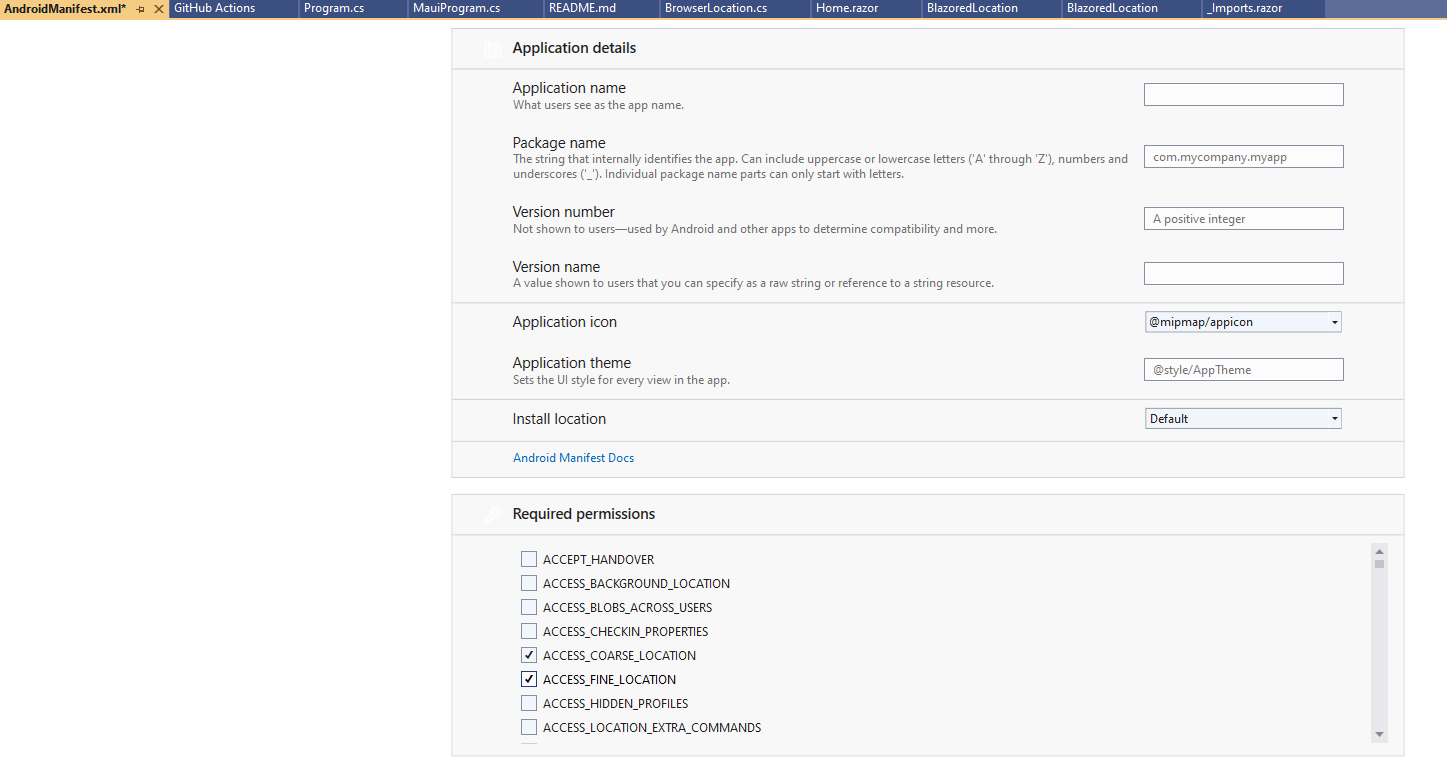 AndroidManifest.xml*
GitHub Actions
Program.cs
MauiProgram.cs
README.md
BrowserLocation.cs
Home.razor
BlazoredLocation
BlazoredLocation
_Imports.razor
Application details
Application name
What users see as the app name.
Package name
The string that internally identifies the app. Can include uppercase or lowercase letters ('A' through 'Z'), numbers and
underscores ('_'). Individual package name parts can only start with letters.
com.mycompany.myapp
Version number
Not shown to users—used by Android and other apps to determine compatibility and more.
A positive integer
Version name
A value shown to users that you can specify as a raw string or reference to a string resource.
Application icon
@mipmap/appicon
Application theme
Sets the UI style for every view in the app.
@style/AppTheme
Install location
Default
Android Manifest Docs
Required permissions
ACCEPT_HANDOVER
ACCESS_BACKGROUND_LOCATION
ACCESS_BLOBS_ACROSS_USERS
ACCESS_CHECKIN_PROPERTIES
ACCESS_COARSE_LOCATION
ACCESS_FINE_LOCATION
ACCESS_HIDDEN_PROFILES
ACCESS_LOCATION_EXTRA_COMMANDS